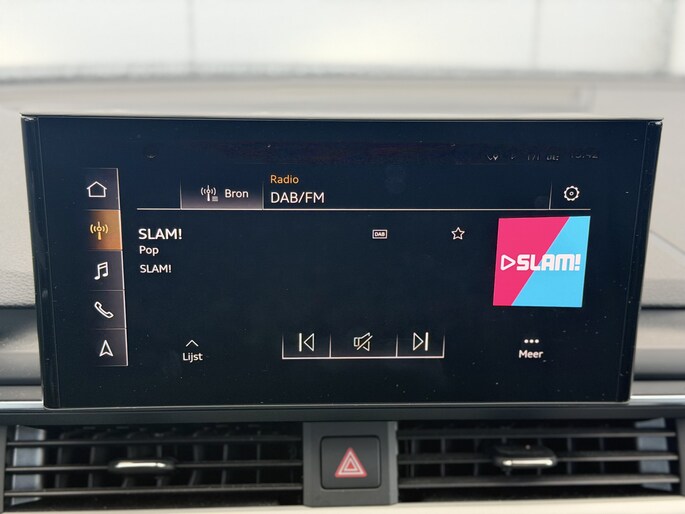 Radio
Bron
DAB/FM
SLAM!
DAB
Pop
SLAM!
SLAM!
Lijst
Meer